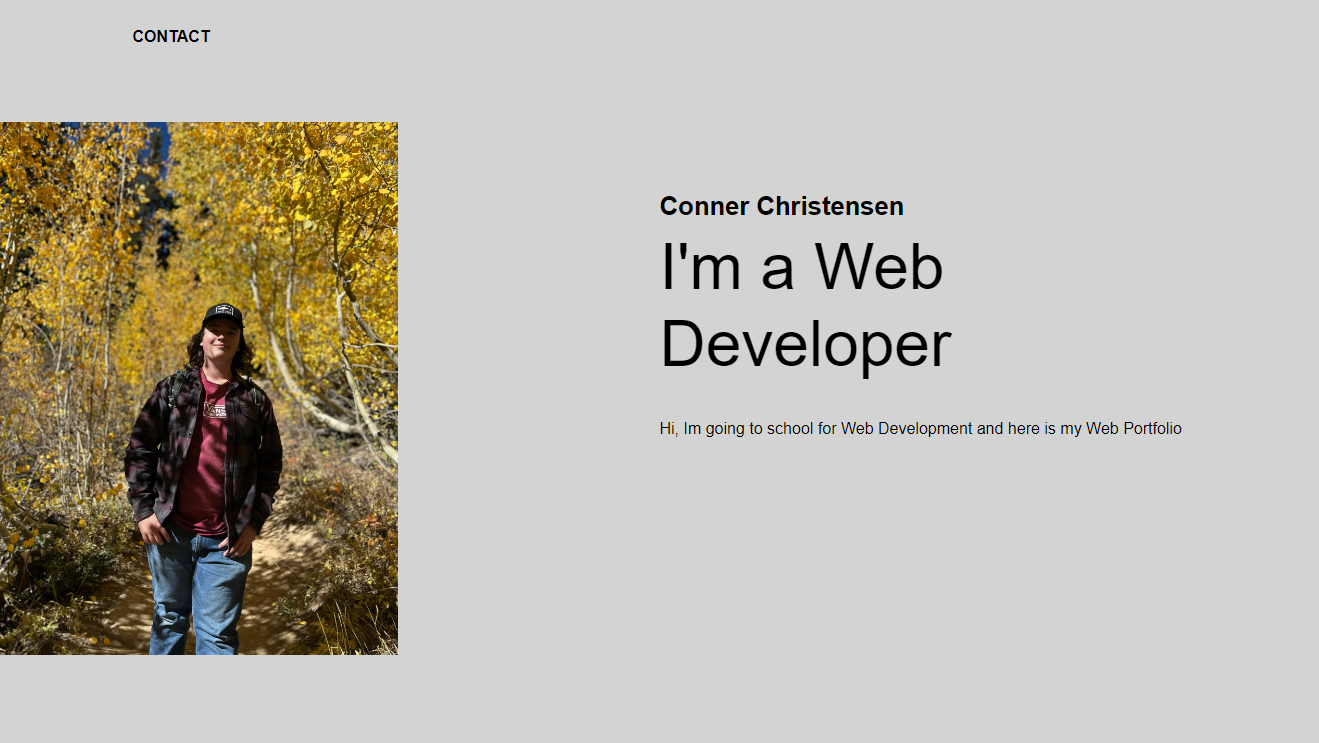 CONTACT
Conner Christensen
I'm a Web
Developer
Hi, Im going to school for Web Development and here is my Web Portfolio
VANS